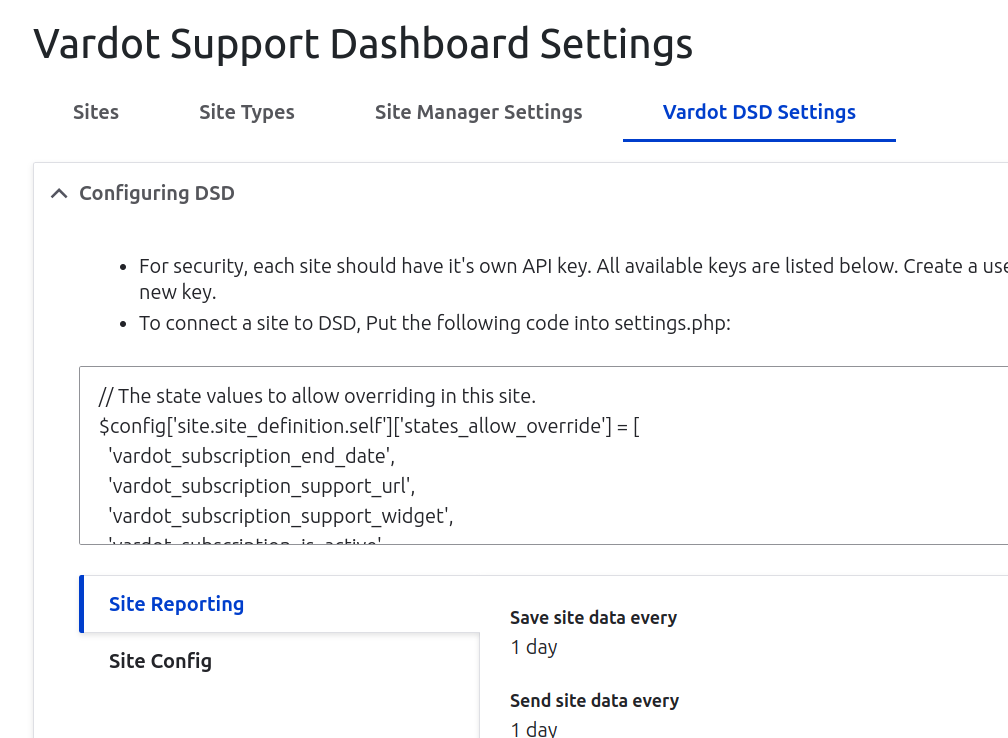 Vardot Support Dashboard Settings
Sites Site Types Site Manager Settings Vardot DSD Settings
Configuring DSD
For security, each site should have it's own API key. All available keys are listed below. Create a use
new key.
To connect a site to DSD, Put the following code into settings.php:
// The state values to allow overriding in this site.
$config['site.site_definition.self']['states_allow_override'] = [
'vardot_subscription_end_date',
'vardot_subscription_support_url',
'vardot_subscription_support_widget',
'vardot_subscription_is_active'
Site Reporting
Site Config
Save site data every
1 day
Send site data every
1 day